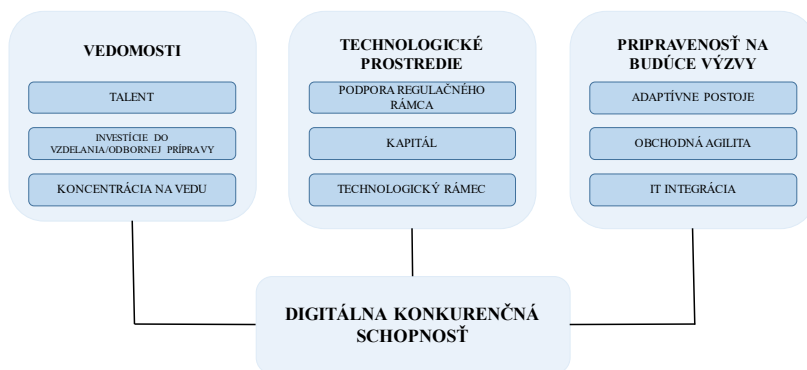 VEDOMOSTI
TALENT
INVESTÍCIE DO
VZDELANIA/ODBORNEJ PRÍPRAVY
KONCENTRÁCIA NA VEDU
TECHNOLOGICKÉ
PROSTREDIE
PODPORA REGULAČNÉHO
RÁMCA
KAPITÁL
TECHNOLOGICKÝ RÁMEC
PRIPRAVENOSŤ NA
BUDÚCE VÝZVY
ADAPTÍVNE POSTOJE
OBCHODNÁ AGILITA
IT INTEGRÁCIA
DIGITÁLNA KONKURENČNÁ
SCHOPNOSŤ